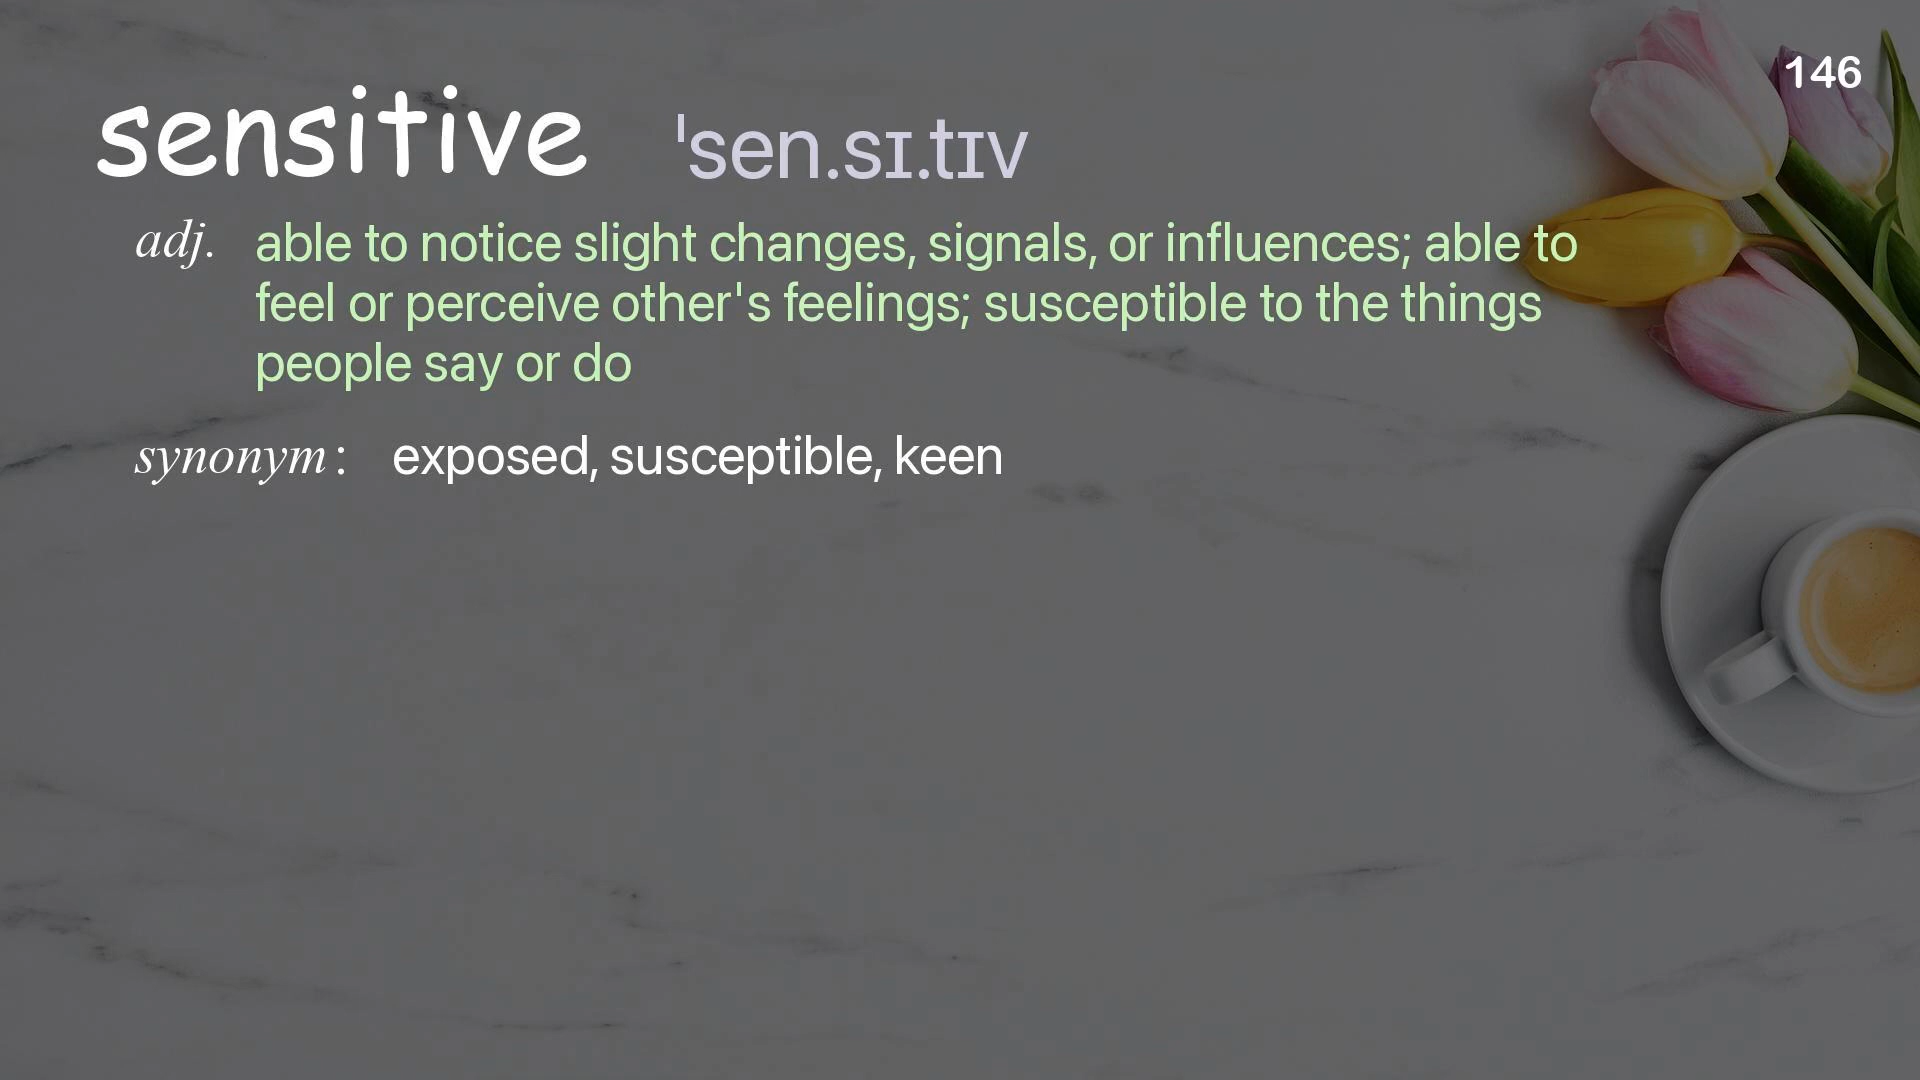 146
sensitive ˈsen.sɪ.tɪv
adj. able to notice slight changes, signals, or influences; able to
feel or perceive other's feelings; susceptible to the things
people say or do
synonym: exposed, susceptible, keen